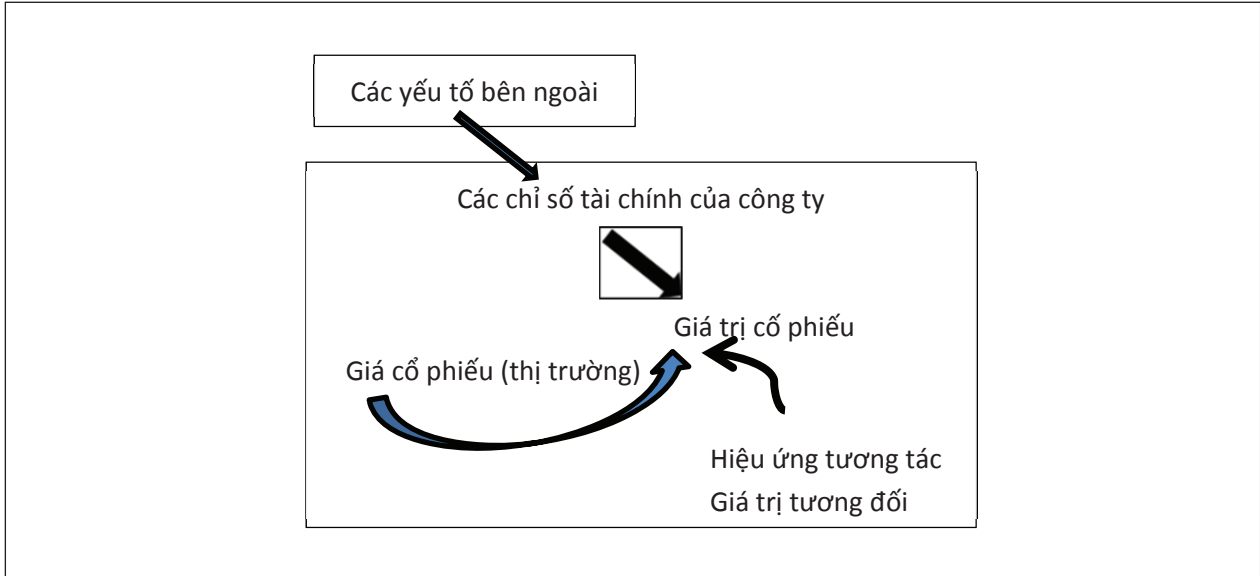 Các yếu tố bên ngoài
Các chỉ số tài chính của công ty
Giá trị cố phiếu
Giá cổ phiếu (thị trường)
Hiệu ứng tương tác
Giá trị tương đối